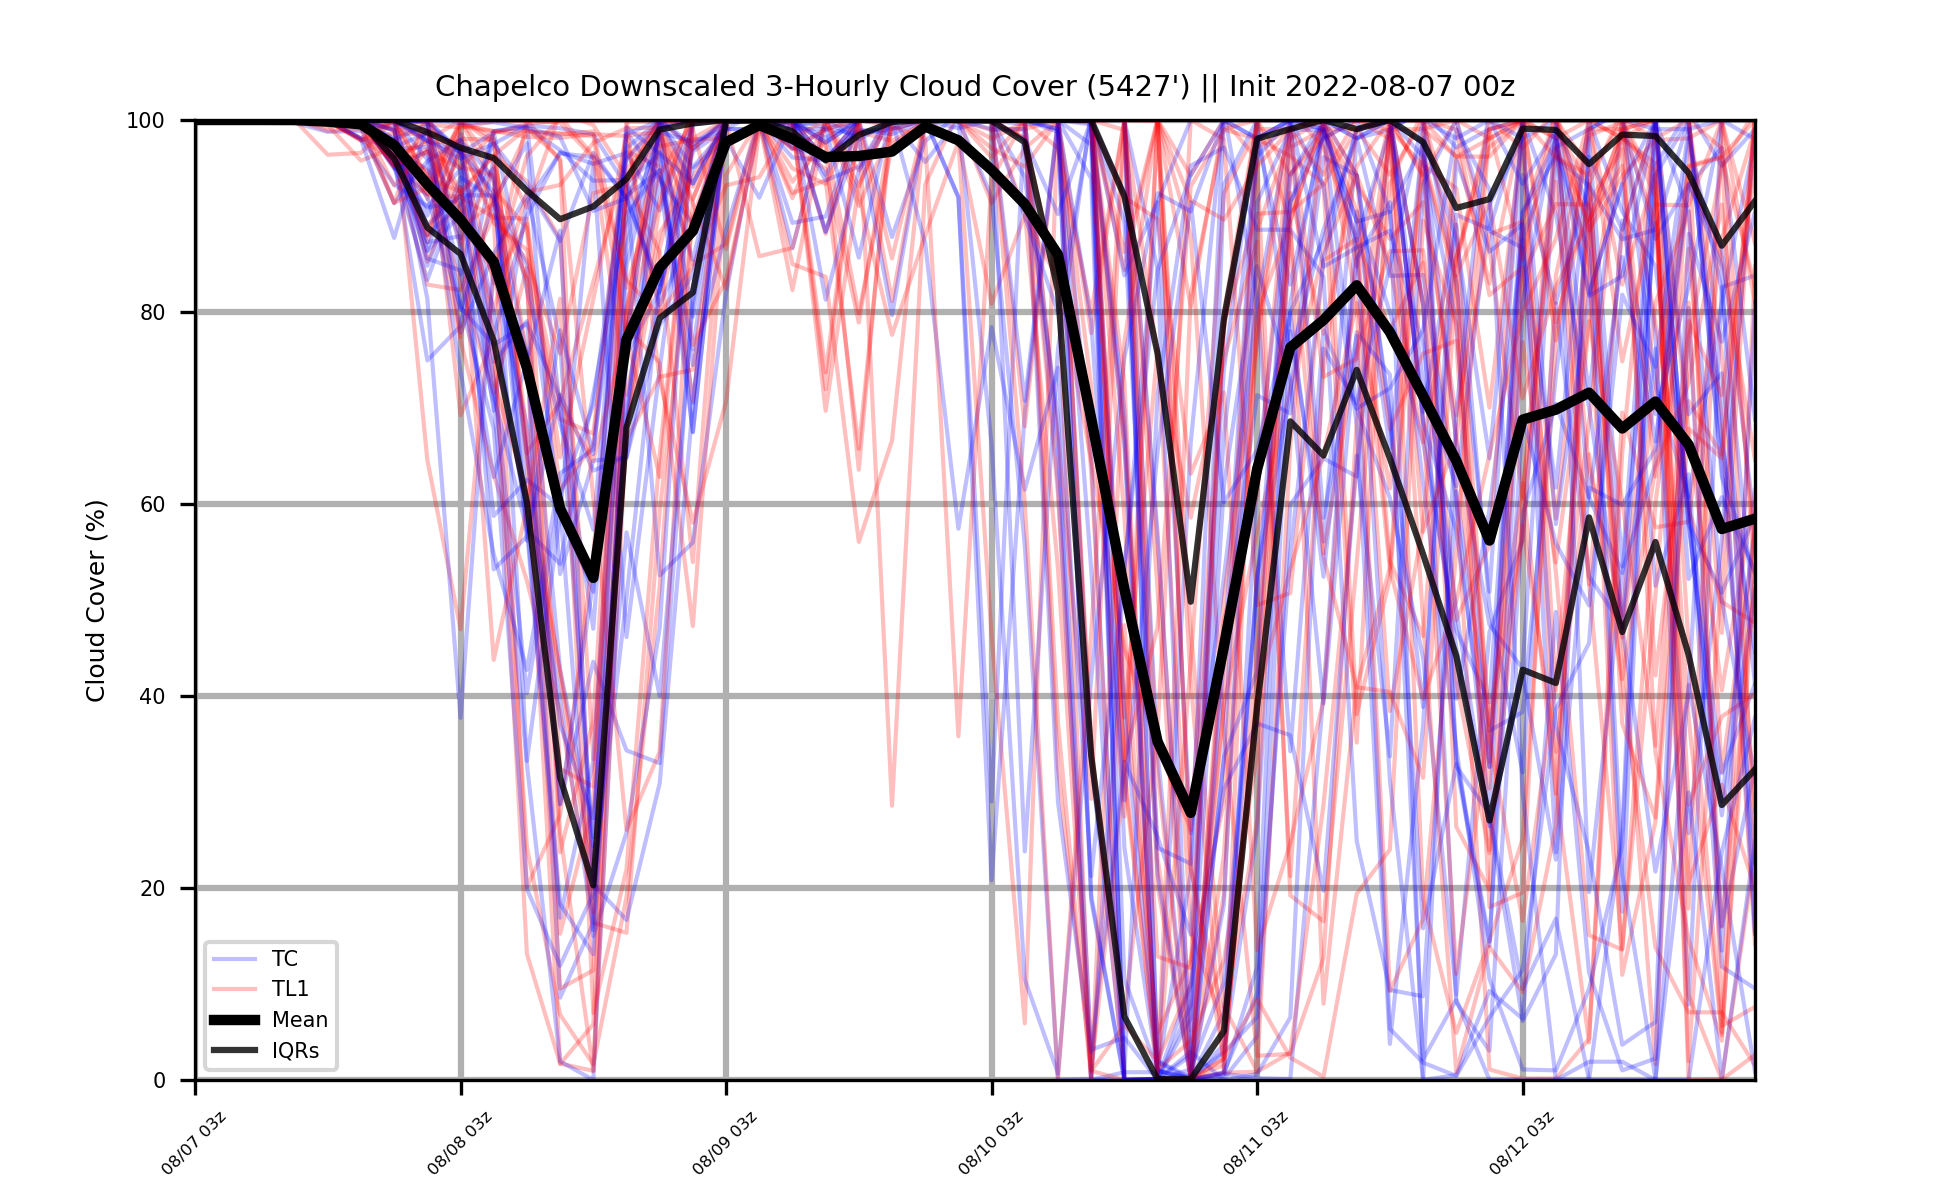 Chapelco Downscaled 3-Hourly Cloud Cover (5427') || Init 2022-08-07 00z
Cloud Cover (%)
100
80
60
40
20
0
TC
TL1
Mean
IQRs
08/07 03z
08/08 03z
08/09 03z
08/10 03z
08/11 03z
08/12 03z